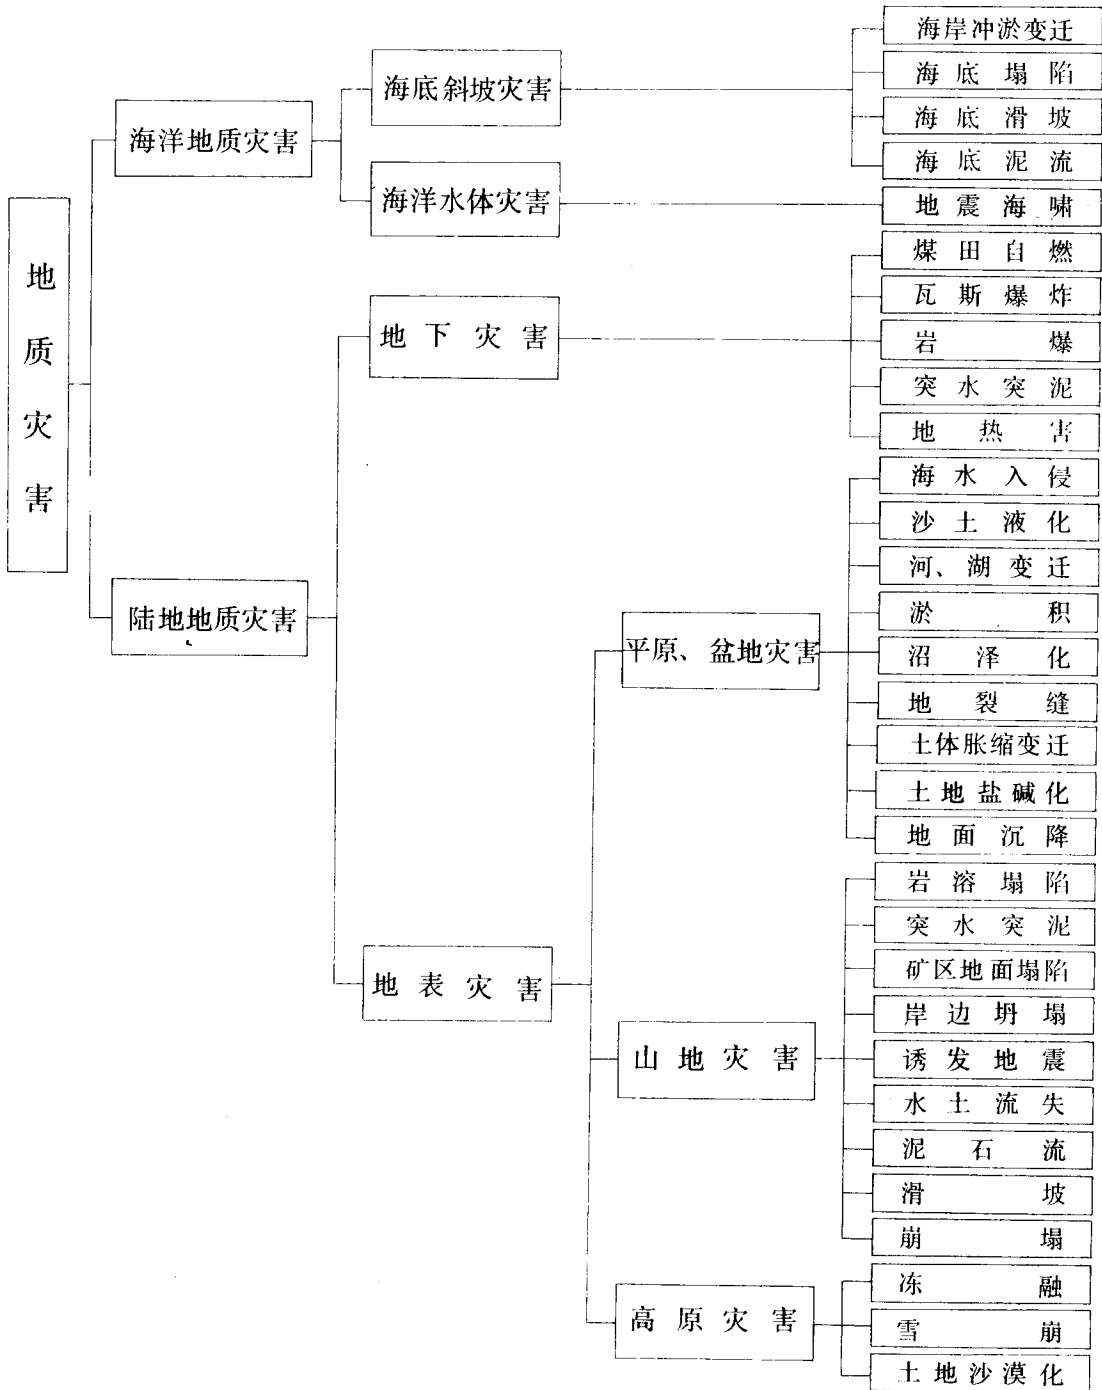 地质灾害
海洋地质灾害
海底斜坡灾害
海岸冲淤变迁
海底塌陷
海底滑坡
海底泥流
海洋水体灾害
地震海啸
陆地地质灾害
地下灾害
煤田自燃
瓦斯爆炸
岩爆
突水突泥
地热害
地表灾害
平原、盆地灾害
海水入侵
沙土液化
河、湖变迁
淤积
沼泽化
地裂缝
土体胀缩变迁
土地盐碱化
地面沉降
山地灾害
岩溶塌陷
突水突泥
矿区地面塌陷
岸边坍塌
诱发地震
水土流失
泥石流
滑坡
崩塌
高原灾害
冻融
雪崩
土地沙漠化